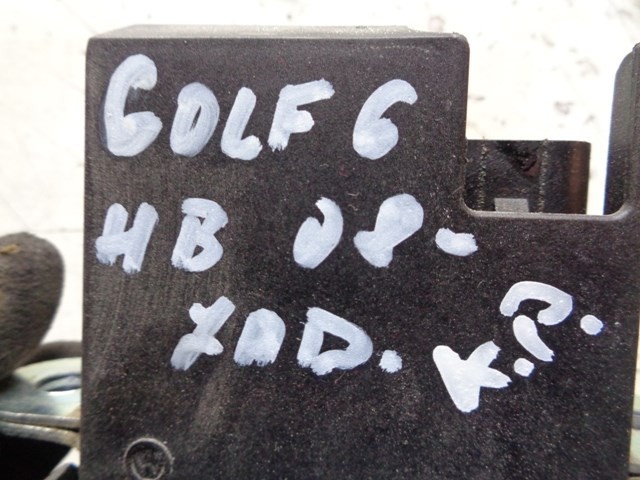 GOLF 6
HB 08-
ZAD. K.?.